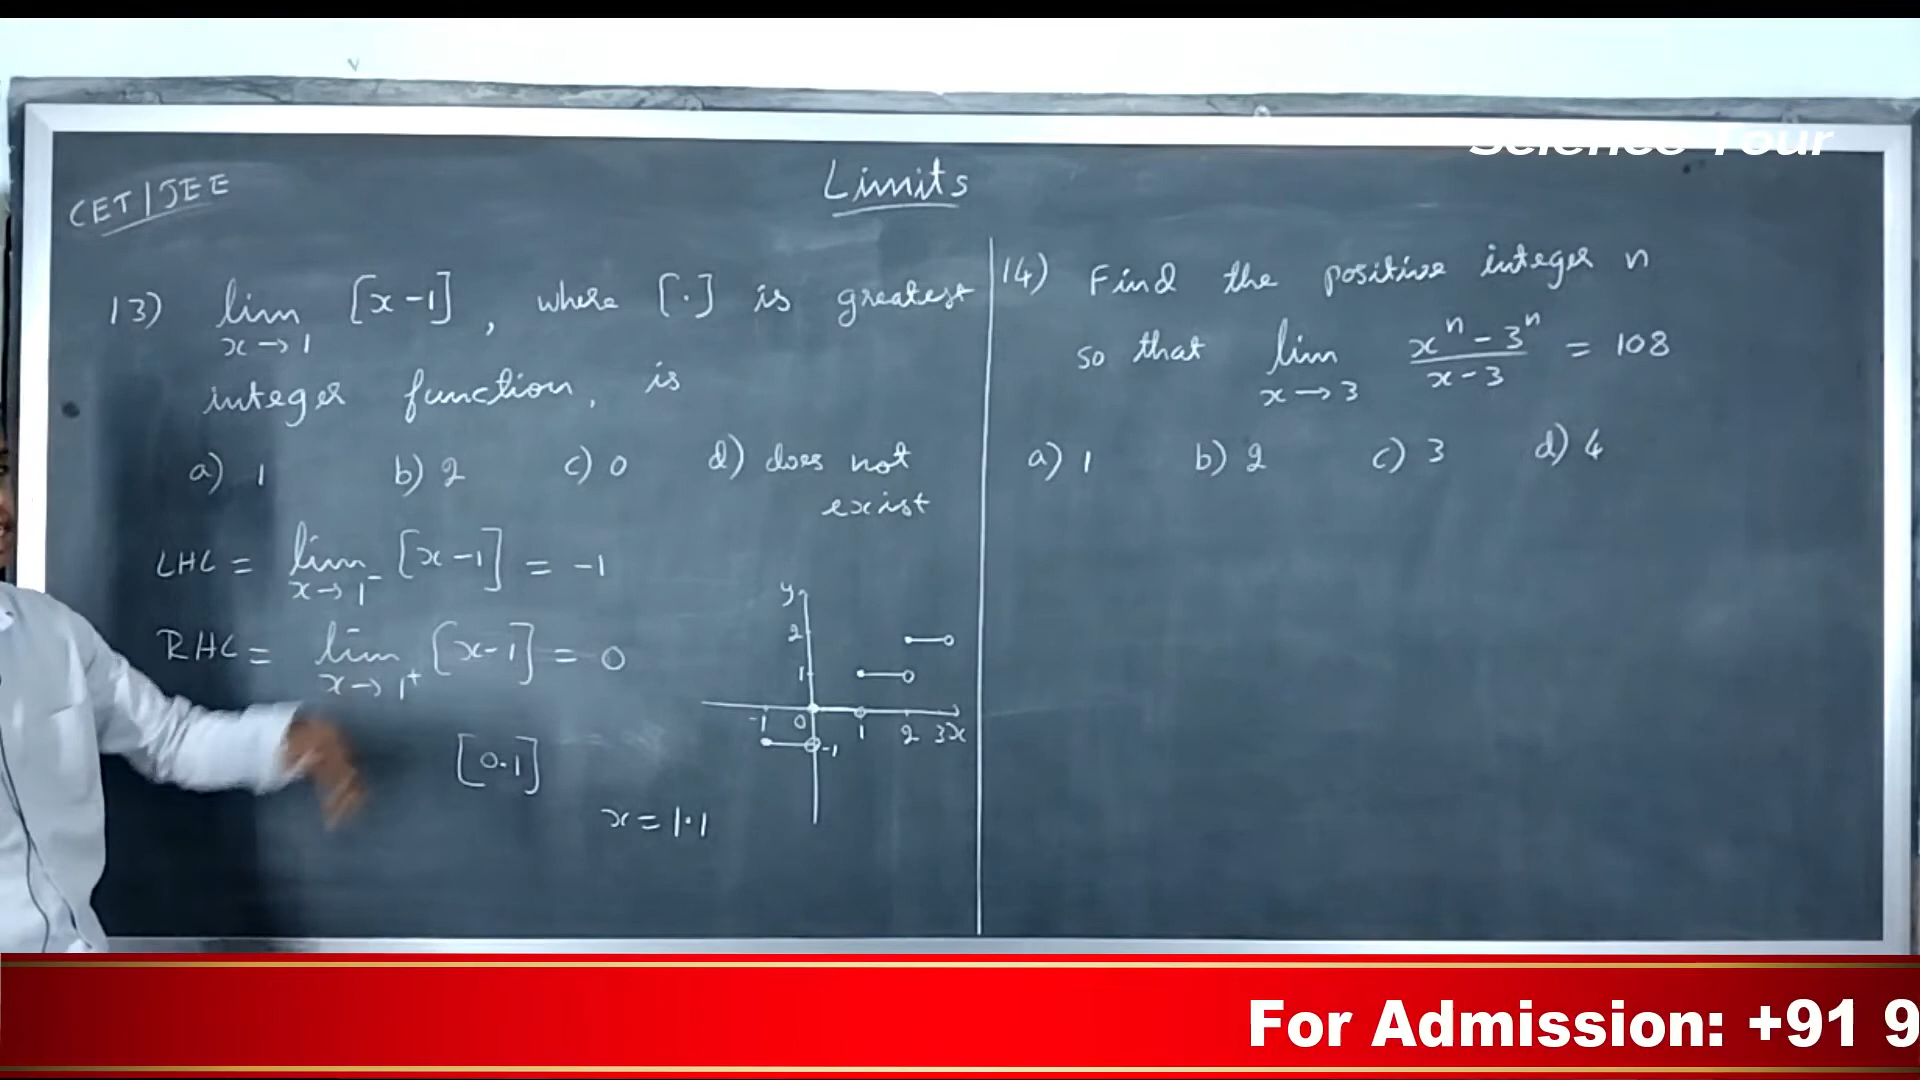 Science Tour
CET/JEE
Limits
13) lim x→1 [x-1], where [·] is greatest
integer function, is
a) 1 b) 2 c) 0 d) does not
exist
LHL = lim x→1⁻ [x-1] = -1
RHL = lim x→1⁺ [x-1] = 0
[0.1]
x = 1.1
y
2
1
-1 0 1 2 3 x
-1
14) Find the positive integer n
so that lim x→3 (xⁿ - 3ⁿ)/(x-3) = 108
a) 1 b) 2 c) 3 d) 4
For Admission: +91 9